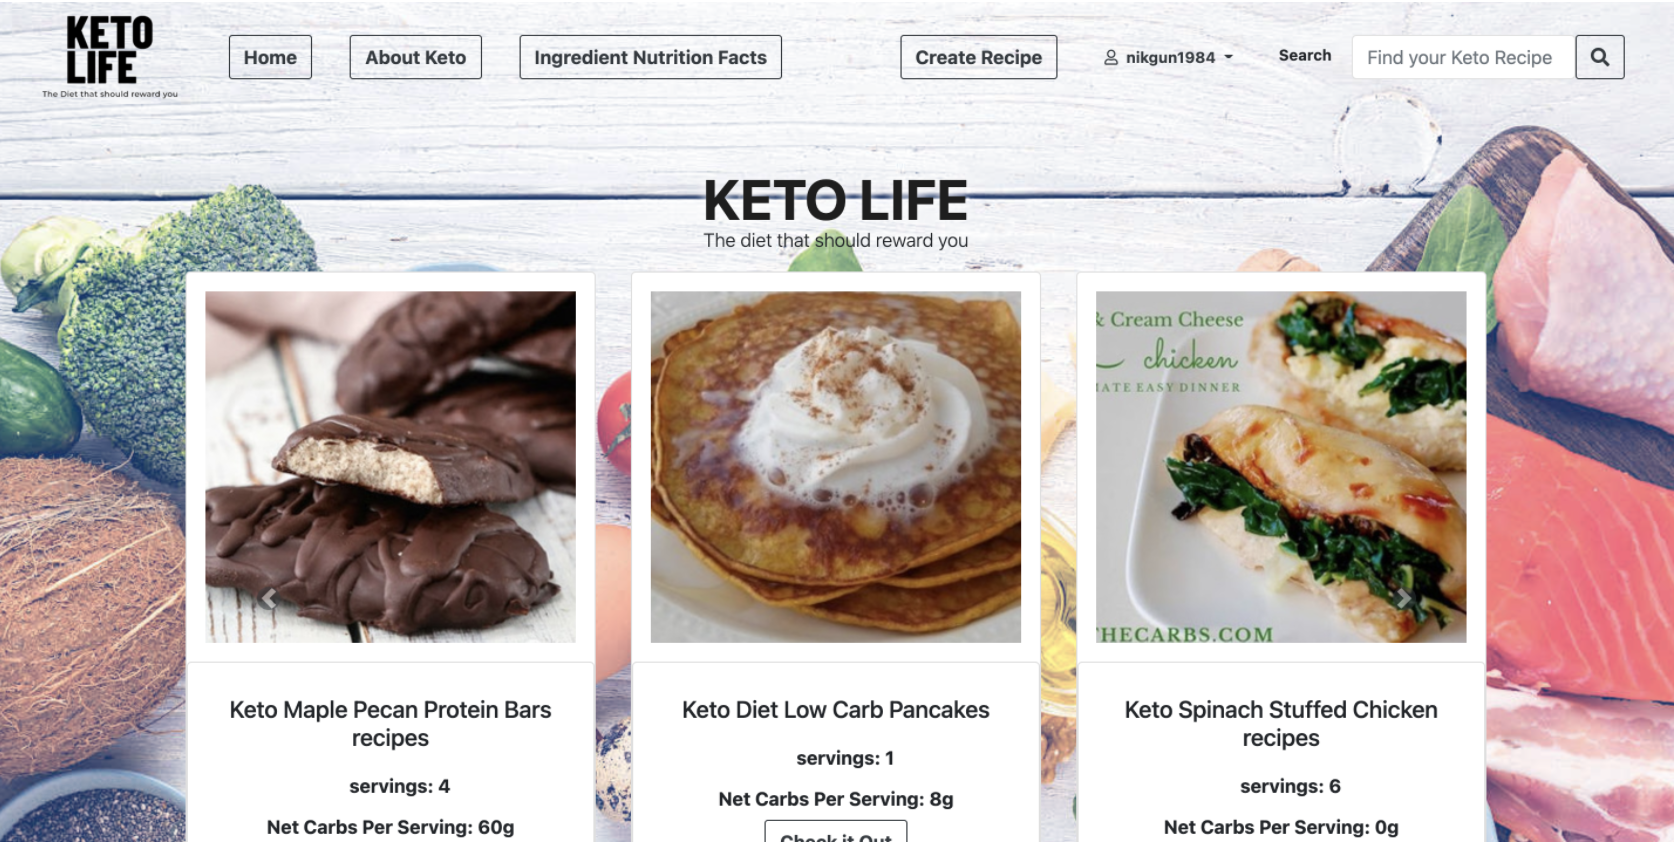 KETO
LIFE
The Diet that should reward you
Home
About Keto
Ingredient Nutrition Facts
Create Recipe
nikgun1984
Search
Find your Keto Recipe
KETO LIFE
The diet that should reward you
& Cream Cheese
chicken
ATE EASY DINNER
HECARBS.COM
Keto Maple Pecan Protein Bars
recipes
servings: 4
Net Carbs Per Serving: 60g
Keto Diet Low Carb Pancakes
servings: 1
Net Carbs Per Serving: 8g
Check it Out
Keto Spinach Stuffed Chicken
recipes
servings: 6
Net Carbs Per Serving: 0g